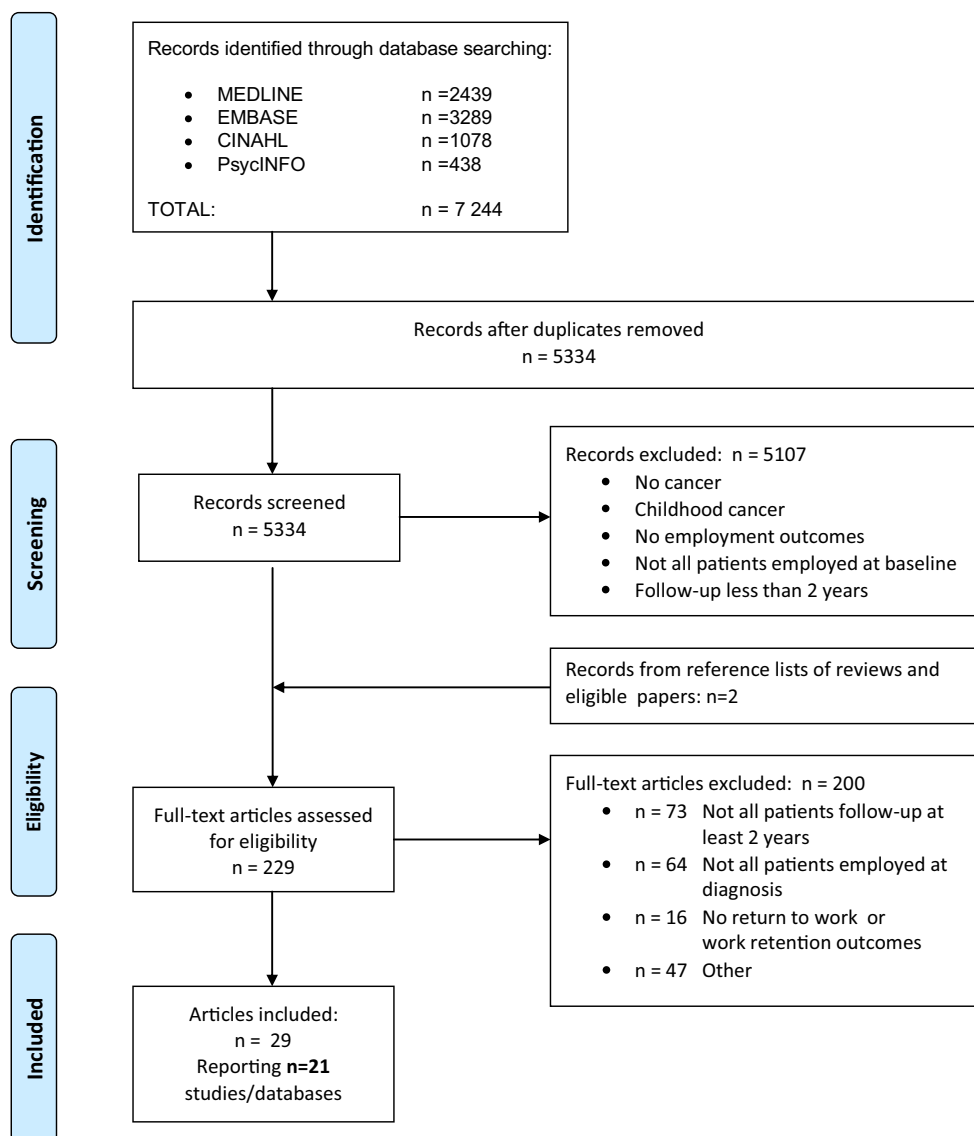 Identification
Records identified through database searching:
• MEDLINE n =2439
• EMBASE n =3289
• CINAHL n =1078
• PsycINFO n =438
TOTAL: n = 7 244
Records after duplicates removed
n = 5334
Screening
Records screened
n = 5334
Records excluded: n = 5107
• No cancer
• Childhood cancer
• No employment outcomes
• Not all patients employed at baseline
• Follow-up less than 2 years
Records from reference lists of reviews and
eligible papers: n=2
Eligibility
Full-text articles assessed
for eligibility
n = 229
Full-text articles excluded: n = 200
• n = 73 Not all patients follow-up at
least 2 years
• n = 64 Not all patients employed at
diagnosis
• n = 16 No return to work or
work retention outcomes
• n = 47 Other
Included
Articles included:
n = 29
Reporting n=21
studies/databases